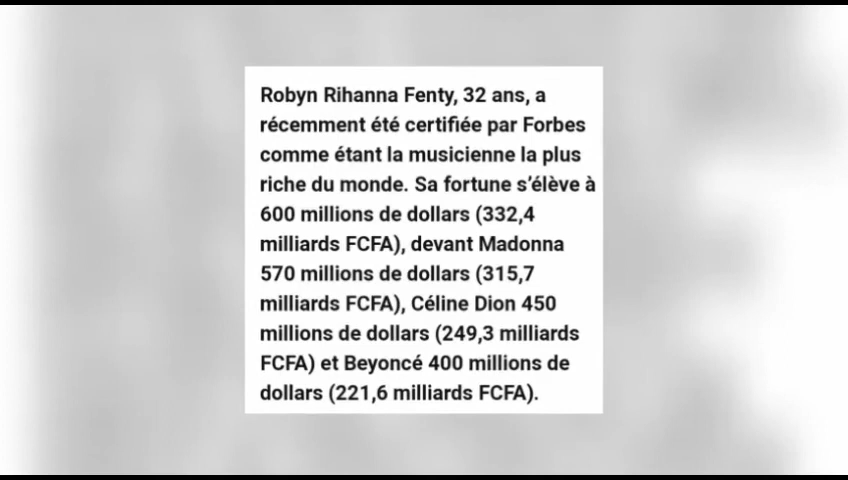 Robyn Rihanna Fenty, 32 ans, a
récemment été certifiée par Forbes
comme étant la musicienne la plus
riche du monde. Sa fortune s’élève à
600 millions de dollars (332,4
milliards FCFA), devant Madonna
570 millions de dollars (315,7
milliards FCFA), Céline Dion 450
millions de dollars (249,3 milliards
FCFA) et Beyoncé 400 millions de
dollars (221,6 milliards FCFA).